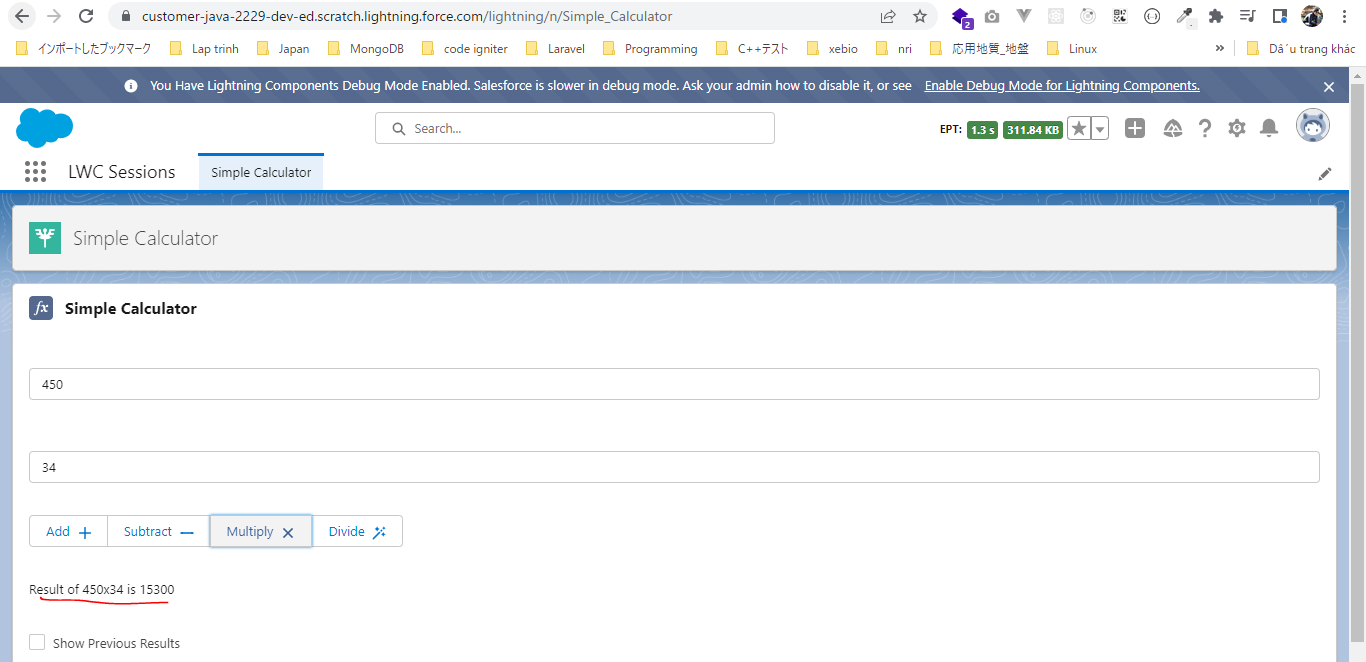 customer-java-2229-dev-ed.scratch.lightning.force.com/lightning/n/Simple_Calculator
2
インポートしたブックマーク Lap trinh Japan MongoDB code igniter Laravel Programming C++テスト xebio nri 応用地質_地盤 Linux » Dấu trang khác
You Have Lightning Components Debug Mode Enabled. Salesforce is slower in debug mode. Ask your admin how to disable it, or see Enable Debug Mode for Lightning Components.
Search...
EPT: 1.3 s 311.84 KB
LWC Sessions Simple Calculator
Simple Calculator
fx Simple Calculator
450
34
Add Subtract Multiply Divide
Result of 450x34 is 15300
Show Previous Results